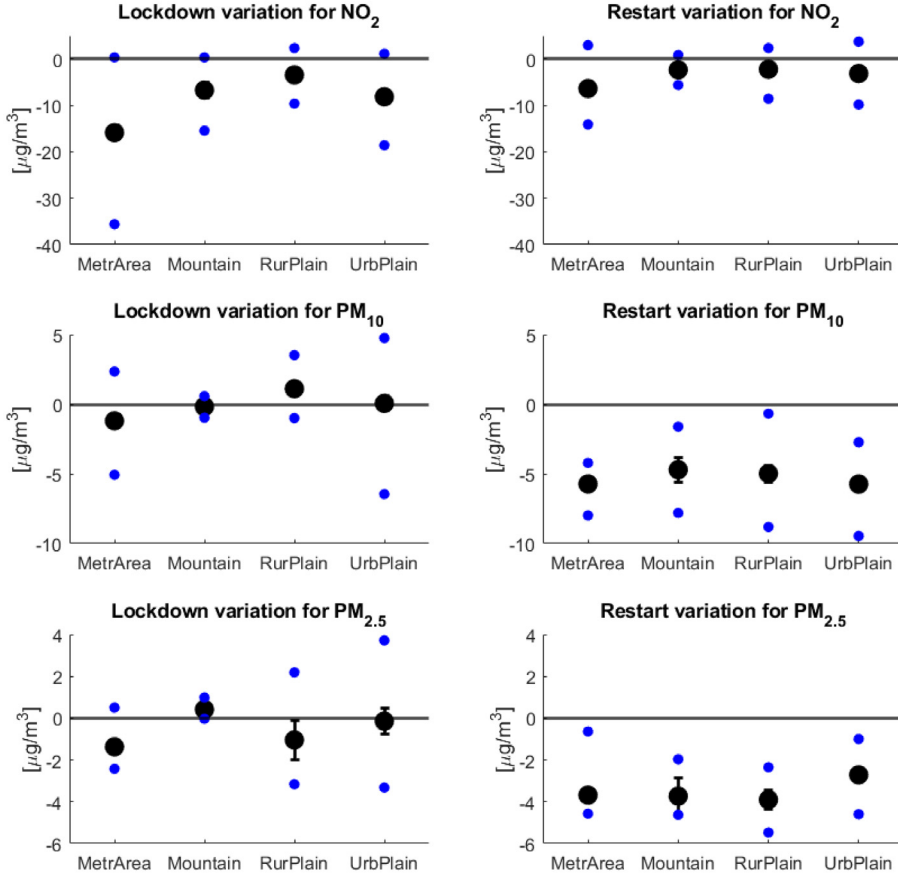 Lockdown variation for NO2
[μg/m3]
0
-10
-20
-30
-40
MetrArea Mountain RurPlain UrbPlain
Restart variation for NO2
[μg/m3]
0
-10
-20
-30
-40
MetrArea Mountain RurPlain UrbPlain
Lockdown variation for PM10
[μg/m3]
5
0
-5
-10
MetrArea Mountain RurPlain UrbPlain
Restart variation for PM10
[μg/m3]
5
0
-5
-10
MetrArea Mountain RurPlain UrbPlain
Lockdown variation for PM2.5
[μg/m3]
4
2
0
-2
-4
-6
MetrArea Mountain RurPlain UrbPlain
Restart variation for PM2.5
[μg/m3]
4
2
0
-2
-4
-6
MetrArea Mountain RurPlain UrbPlain